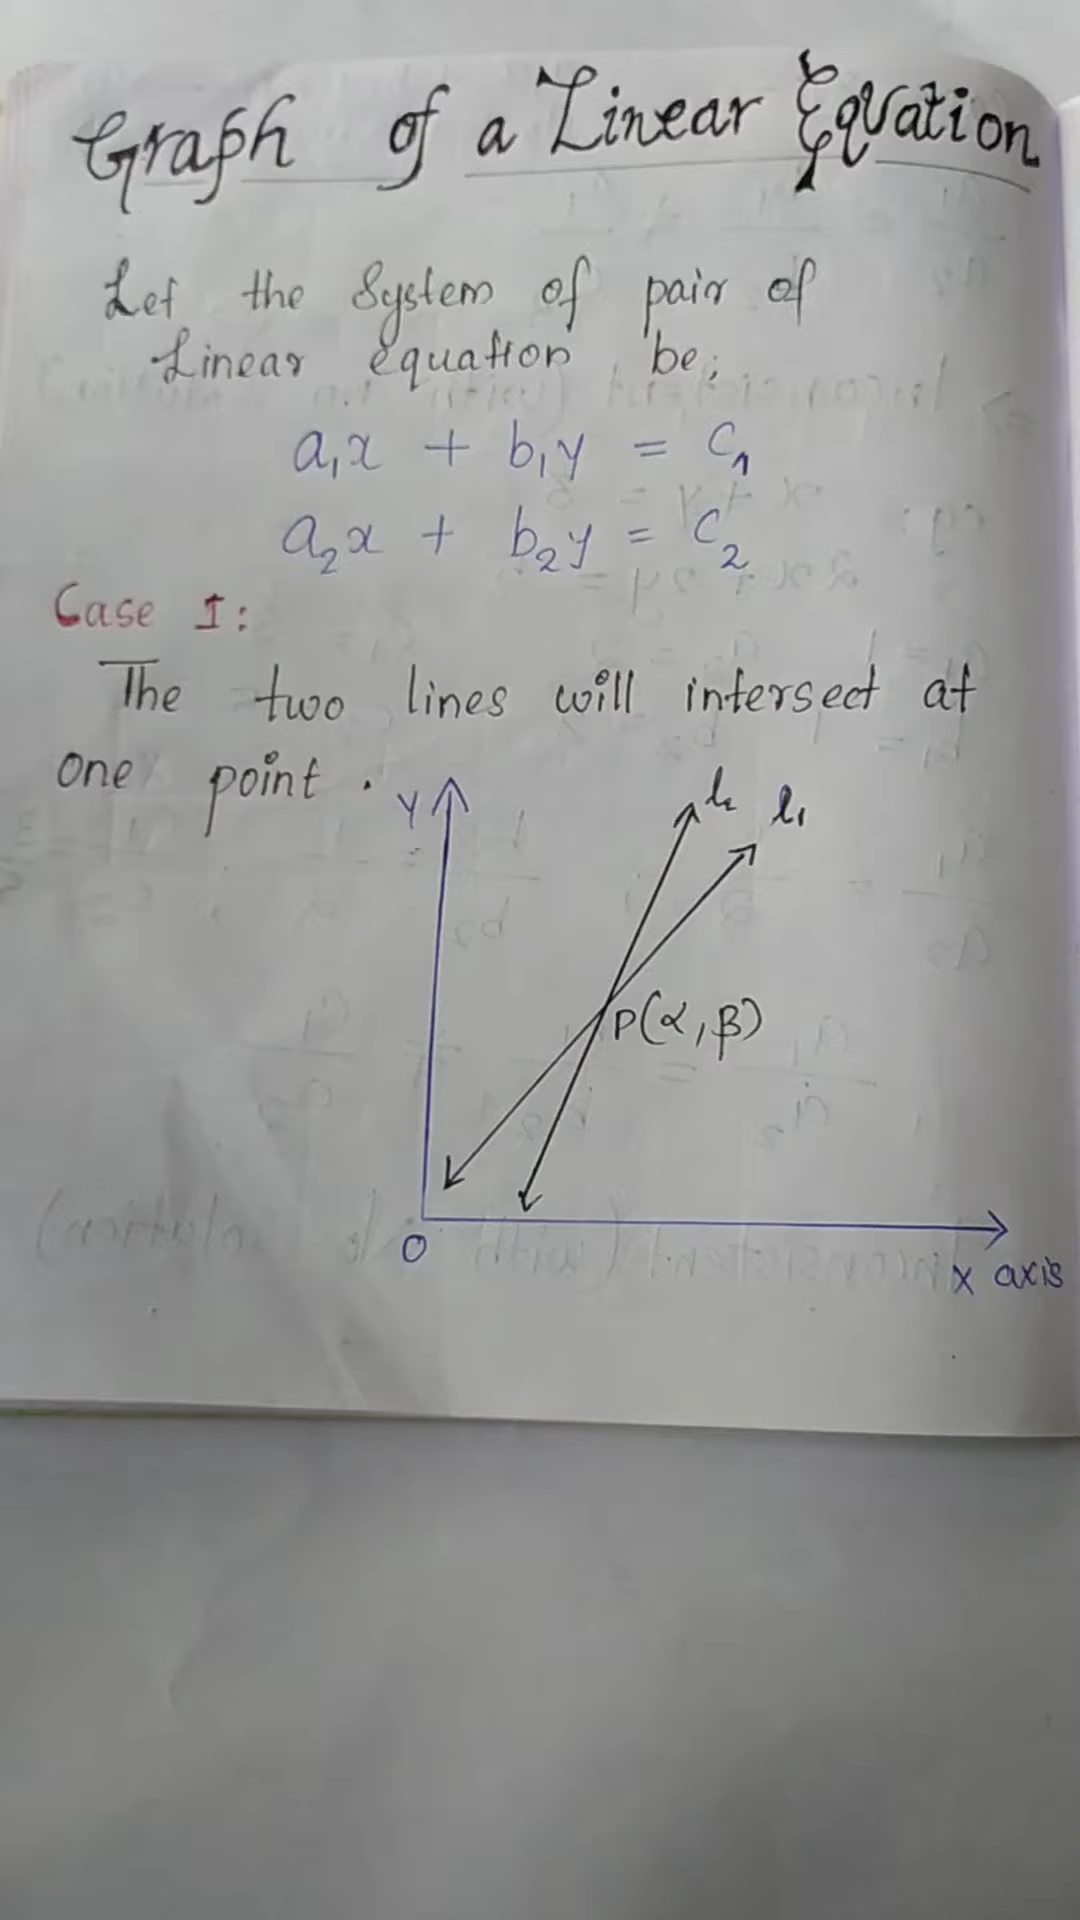 Graph of a Linear Equation
Let the System of pair of
Linear equation be;
a₁x + b₁y = C₁
a₂x + b₂y = C₂
Case I:
The two lines will intersect at
one point .
Y
l₂ l₁
P(α,β)
O
X axis